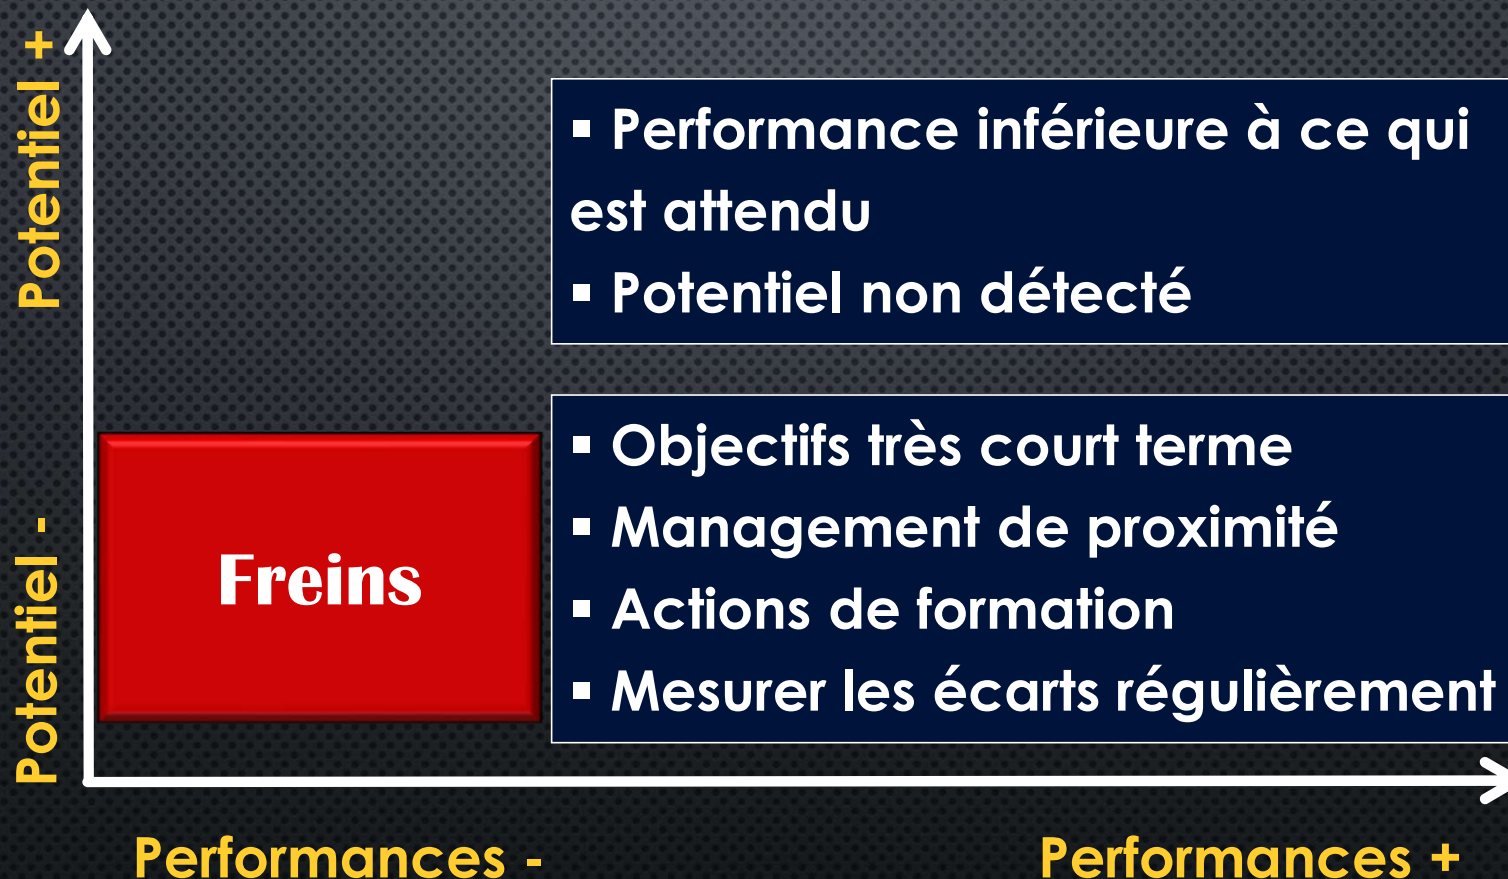 Potentiel +
▪ Performance inférieure à ce qui
est attendu
▪ Potentiel non détecté
Potentiel -
Freins
▪ Objectifs très court terme
▪ Management de proximité
▪ Actions de formation
▪ Mesurer les écarts régulièrement
Performances -
Performances +